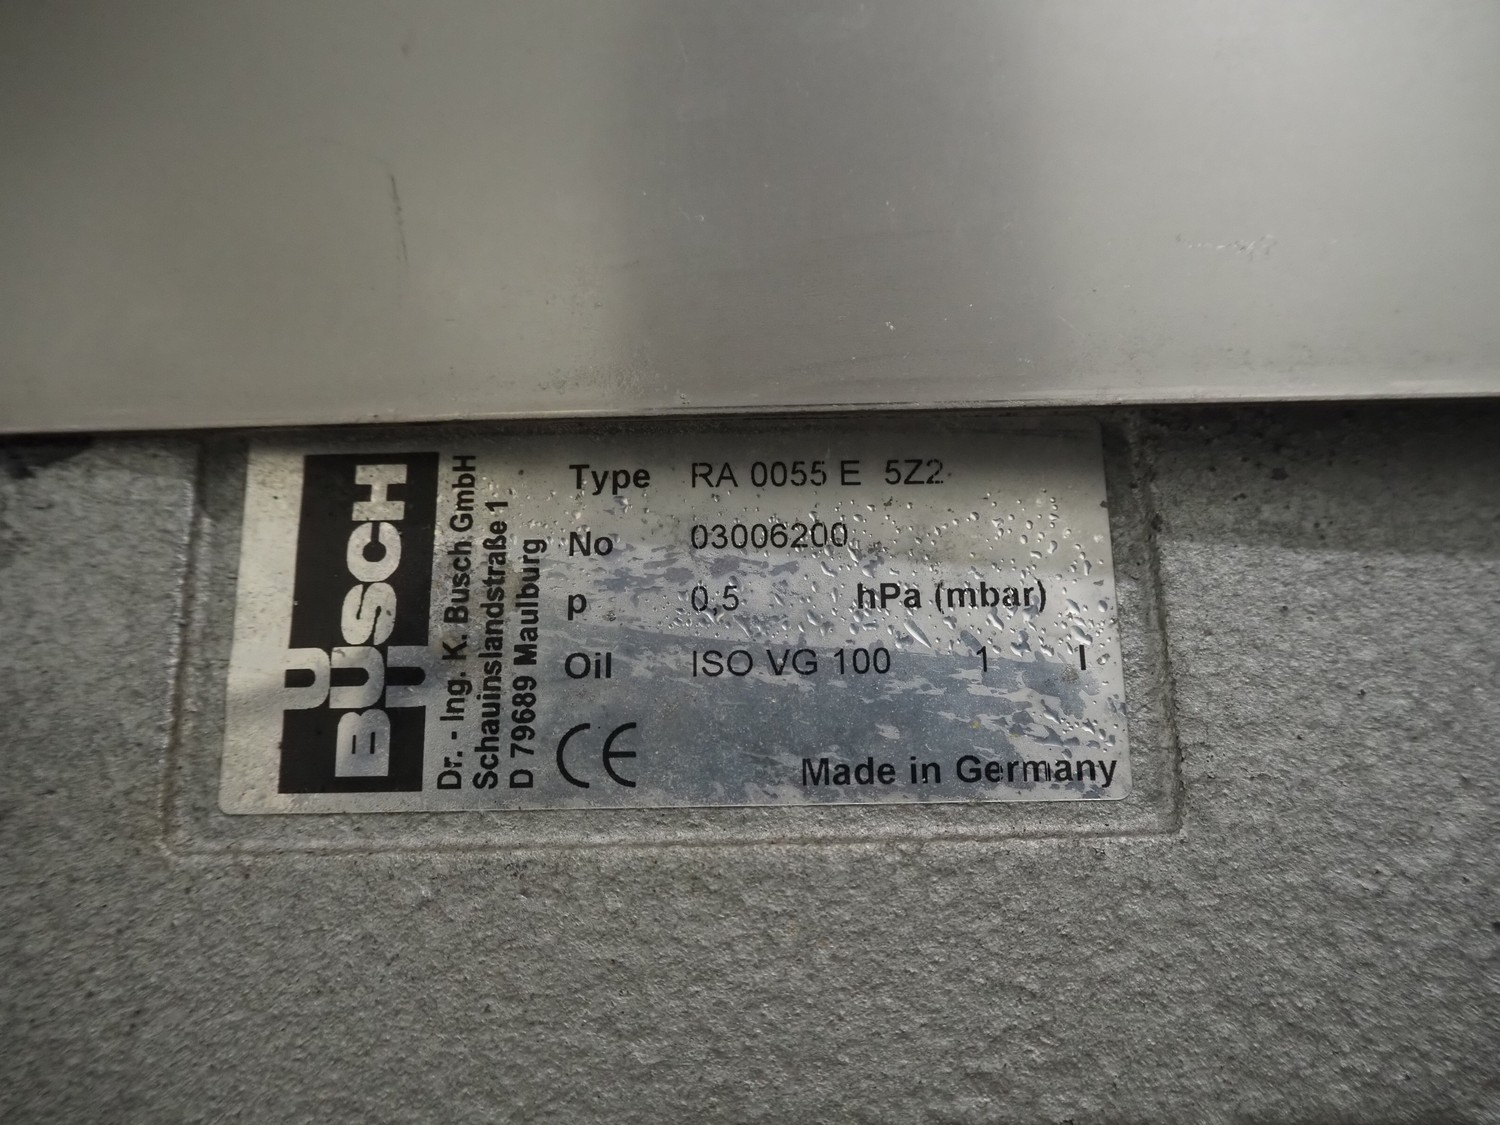 BUSCH
Dr. - Ing. K. Busch GmbH
Schauinslandstraße 1
D 79689 Maulburg
Type RA 0055 E 5Z2
No 03006200
p 0,5 hPa (mbar)
Oil ISO VG 100 1 l
CE
Made in Germany